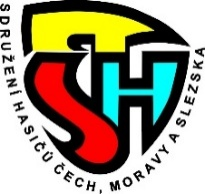 SDRUŽENÍ HASIČŮ ČECH, MORAVY A SLEZSKA
SH